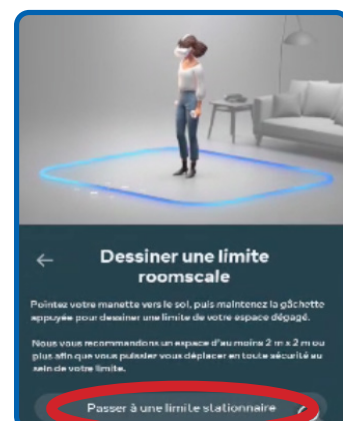 Dessiner une limite
roomscale
Pointez votre manette vers le sol, puis maintenez la gâchette
appuyée pour dessiner une limite de votre espace dégagé.
Nous vous recommandons un espace d'au moins 2 m x 2 m ou
plus afin que vous puissiez vous déplacer en toute sécurité au
sein de votre limite.
Passer à une limite stationnaire